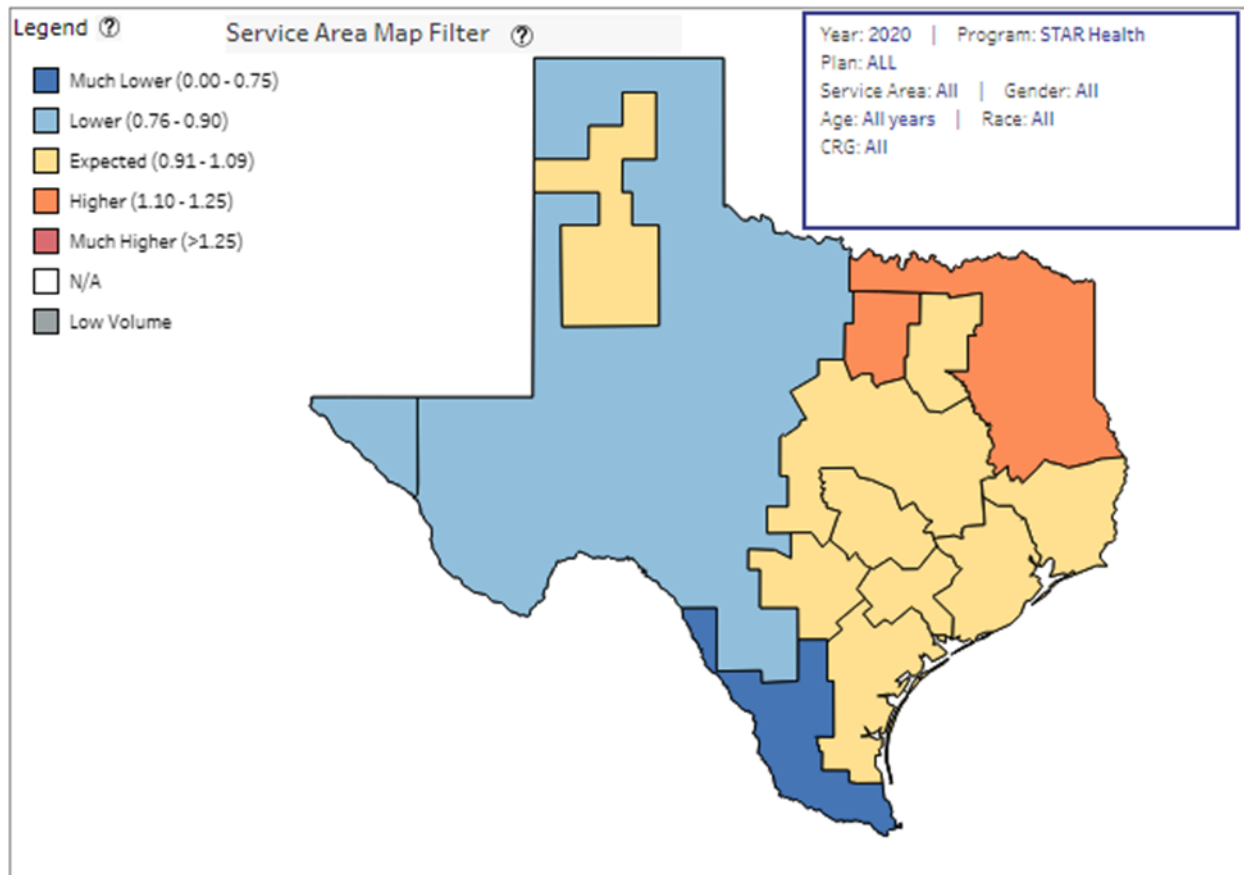 Legend ?
Service Area Map Filter ?
Much Lower (0.00 - 0.75)
Lower (0.76 - 0.90)
Expected (0.91 - 1.09)
Higher (1.10 - 1.25)
Much Higher (>1.25)
N/A
Low Volume
Year: 2020 | Program: STAR Health
Plan: ALL
Service Area: All | Gender: All
Age: All years | Race: All
CRG: All